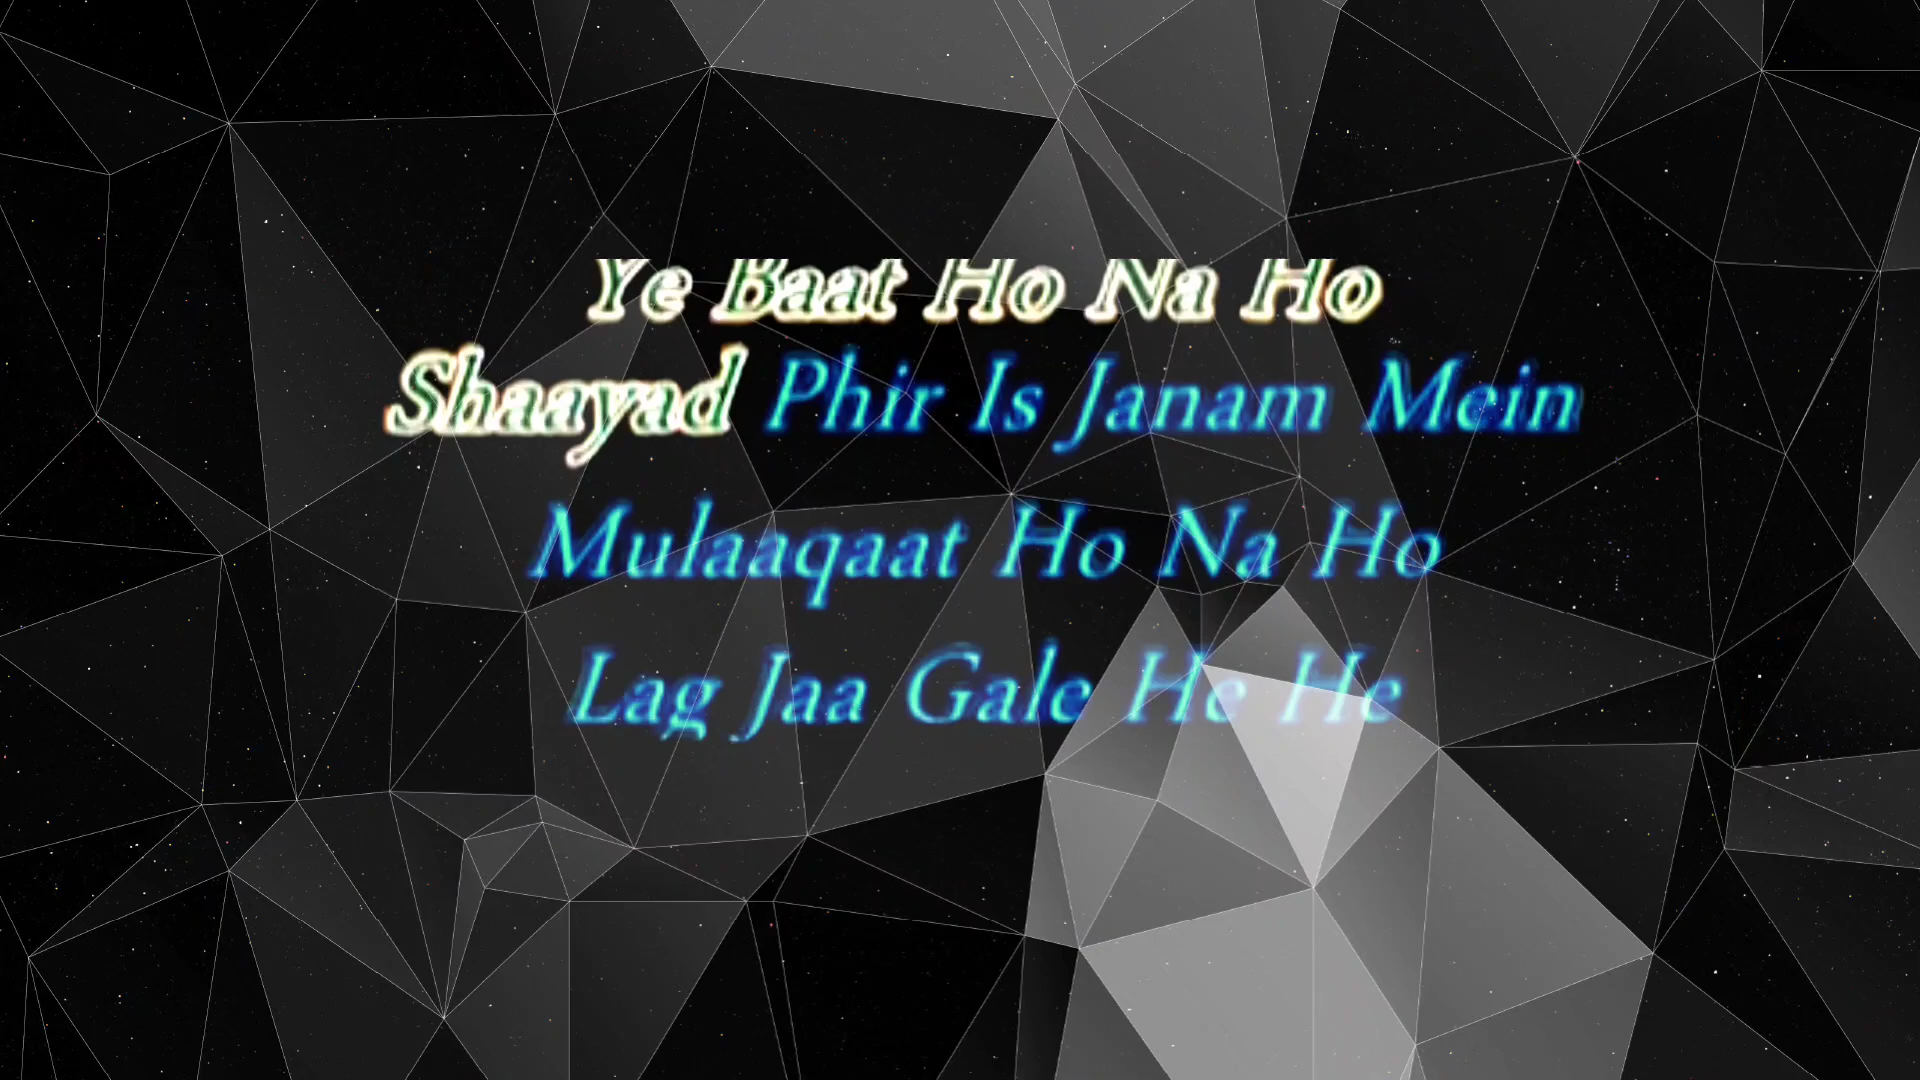 Ye Baat Ho Na Ho
Shaayad Phir Is Janam Mein
Mulaaqaat Ho Na Ho
Lag Jaa Gale He He